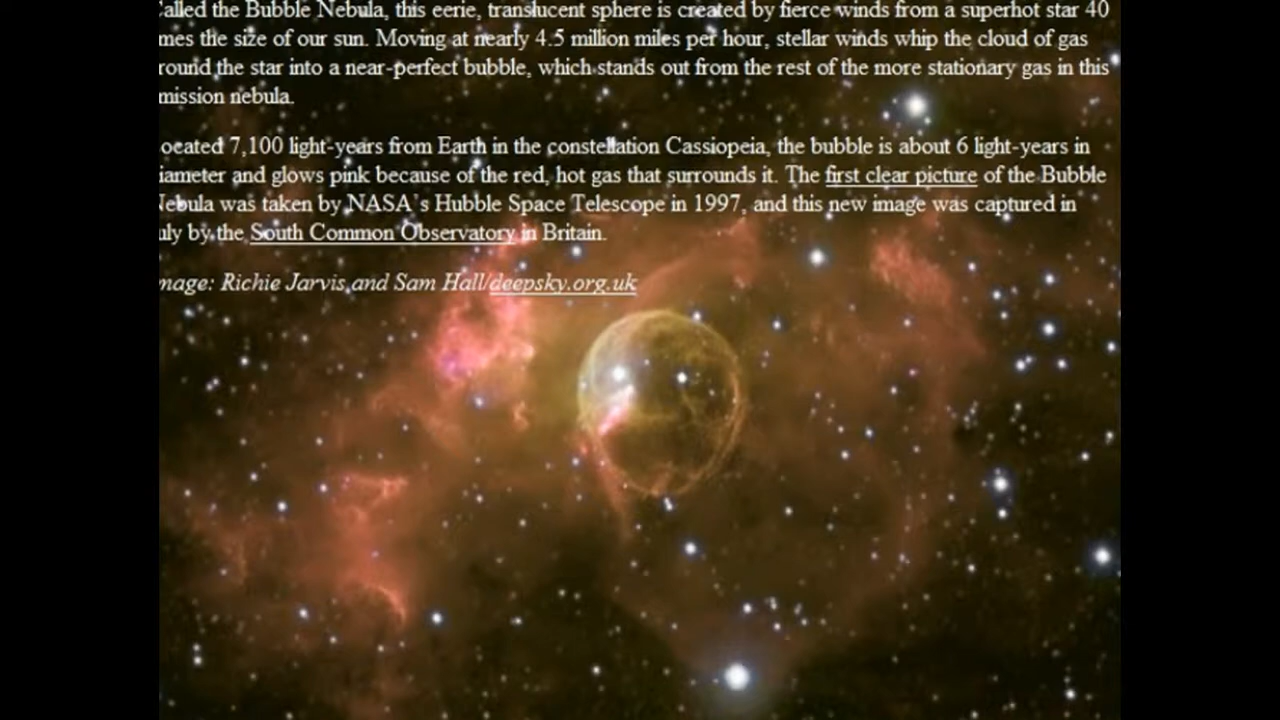 alled the Bubble Nebula, this eerie, translucent sphere is created by fierce winds from a superhot star 40
mes the size of our sun. Moving at nearly 4.5 million miles per hour, stellar winds whip the cloud of gas
round the star into a near-perfect bubble, which stands out from the rest of the more stationary gas in this
mission nebula.
ocated 7,100 light-years from Earth in the constellation Cassiopeia, the bubble is about 6 light-years in
iameter and glows pink because of the red, hot gas that surrounds it. The first clear picture of the Bubble
Nebula was taken by NASA's Hubble Space Telescope in 1997, and this new image was captured in
uly by the South Common Observatory in Britain.
mage: Richie Jarvis and Sam Hall/deepsky.org.uk